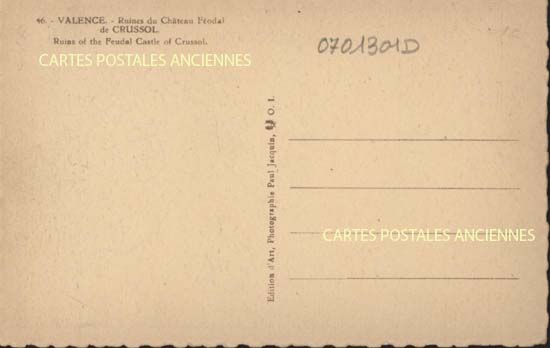 46. - VALENCE. - Ruines du Château Féodal
de CRUSSOL.
Ruins of the Feudal Castle of Crussol.
CARTES POSTALES ANCIENNES
0701301D
Edition d'Art, Photographie Paul Jacquin, O. I.
CARTES POSTALES ANCIENNES